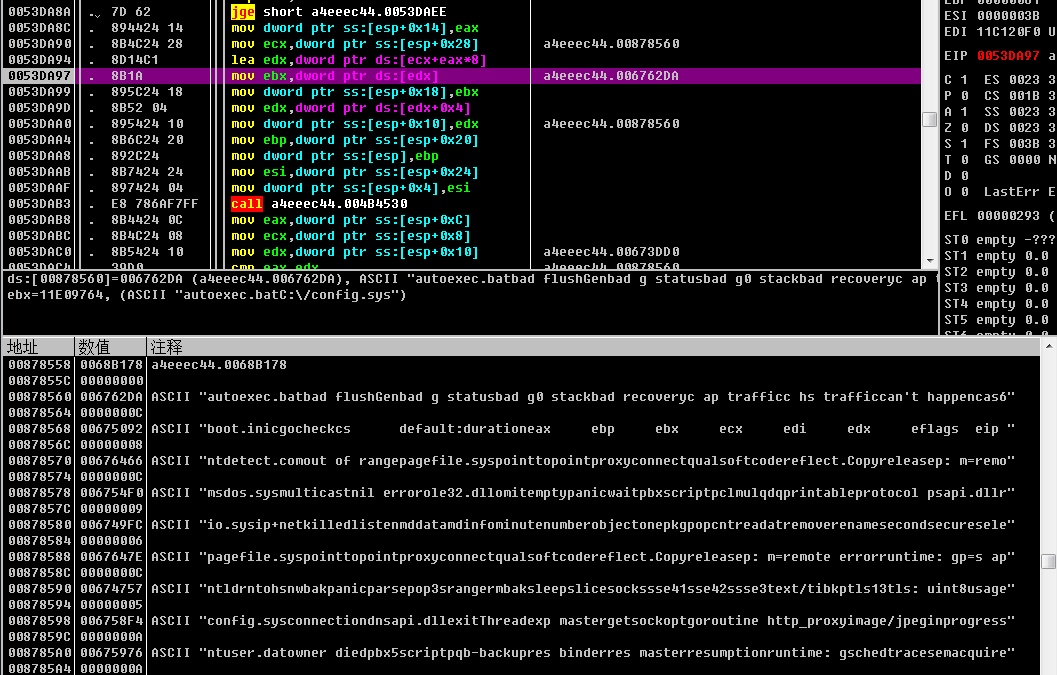 0053DA8A . 7D 62 jge short a4eeec44.0053DAEE
0053DA8C . 894424 14 mov dword ptr ss:[esp+0x14],eax
0053DA90 . 8B4C24 28 mov ecx,dword ptr ss:[esp+0x28] a4eeec44.00878560
0053DA94 . 8D14C1 lea edx,dword ptr ds:[ecx+eax*8]
0053DA97 . 8B1A mov ebx,dword ptr ds:[edx] a4eeec44.006762DA
0053DA99 . 895C24 18 mov dword ptr ss:[esp+0x18],ebx
0053DA9D . 8B52 04 mov edx,dword ptr ds:[edx+0x4]
0053DAA0 . 895424 10 mov dword ptr ss:[esp+0x10],edx a4eeec44.00878560
0053DAA4 . 8B6C24 20 mov ebp,dword ptr ss:[esp+0x20]
0053DAA8 . 892C24 mov dword ptr ss:[esp],ebp
0053DAAB . 8B7424 24 mov esi,dword ptr ss:[esp+0x24]
0053DAAF . 897424 04 mov dword ptr ss:[esp+0x4],esi
0053DAB3 . E8 786AF7FF call a4eeec44.004B4530
0053DAB8 . 8B4424 0C mov eax,dword ptr ss:[esp+0xC]
0053DABC . 8B4C24 08 mov ecx,dword ptr ss:[esp+0x8]
0053DAC0 . 8B5424 10 mov edx,dword ptr ss:[esp+0x10] a4eeec44.00673DD0
0053DAC4 . 39D0 cmp eax,edx a4eeec44.00878560
ESI 0000003B
EDI 11C120F0 U
EIP 0053DA97 a
C 1 ES 0023 3
P 0 CS 001B 3
A 1 SS 0023 3
Z 0 DS 0023 3
S 1 FS 003B 3
T 0 GS 0000 N
D 0
O 0 LastErr E
EFL 00000293 (
ST0 empty -???
ST1 empty 0.0
ST2 empty 0.0
ST3 empty 0.0
ST4 empty 0.0
ST5 empty 0.0
ST6 empty 0.0
ds:[00878560]=006762DA (a4eeec44.006762DA), ASCII "autoexec.batbad flushGenbad g statusbad g0 stackbad recoveryc ap
ebx=11E09764, (ASCII "autoexec.batC:\/config.sys")
地址 数值 注释
00878558 0068B178 a4eeec44.0068B178
0087855C 00000000
00878560 006762DA ASCII "autoexec.batbad flushGenbad g statusbad g0 stackbad recoveryc ap trafficc hs trafficcan't happencas6"
00878564 0000000C
00878568 00675092 ASCII "boot.inicgocheckcs default:durationeax ebp ebx ecx edi edx eflags eip "
0087856C 00000008
00878570 00676466 ASCII "ntdetect.comout of rangepagefile.syspointtopointproxyconnectqualsoftcodereflect.Copyreleasep: m=remo"
00878574 0000000C
00878578 006754F0 ASCII "msdos.sysmulticastnil errorole32.dllomitemptypanicwaitpbxscriptpclmulqdqprintableprotocol psapi.dllr"
0087857C 00000009
00878580 006749FC ASCII "io.sysip+netkilledlistenmddatamdinfominutenumberobjectonepkgpopcntreadatremoverenamesecondsecuresele"
00878584 00000006
00878588 0067647E ASCII "pagefile.syspointtopointproxyconnectqualsoftcodereflect.Copyreleasep: m=remote errorruntime: gp=s ap"
0087858C 0000000C
00878590 00674757 ASCII "ntldrntohsnwbakpanicparsepop3srangermbaksleepslicesockssse41sse42ssse3text/tibkptls13tls: uint8usage"
00878594 00000005
00878598 006758F4 ASCII "config.sysconnectiondnsapi.dllexitThreadexp mastergetsockoptgoroutine http_proxyimage/jpeginprogress"
0087859C 0000000A
008785A0 00675976 ASCII "ntuser.datowner diedpbx5scriptpqb-backupres binderres masterresumptionruntime: gschedtracesemacquire"
008785A4 0000000A